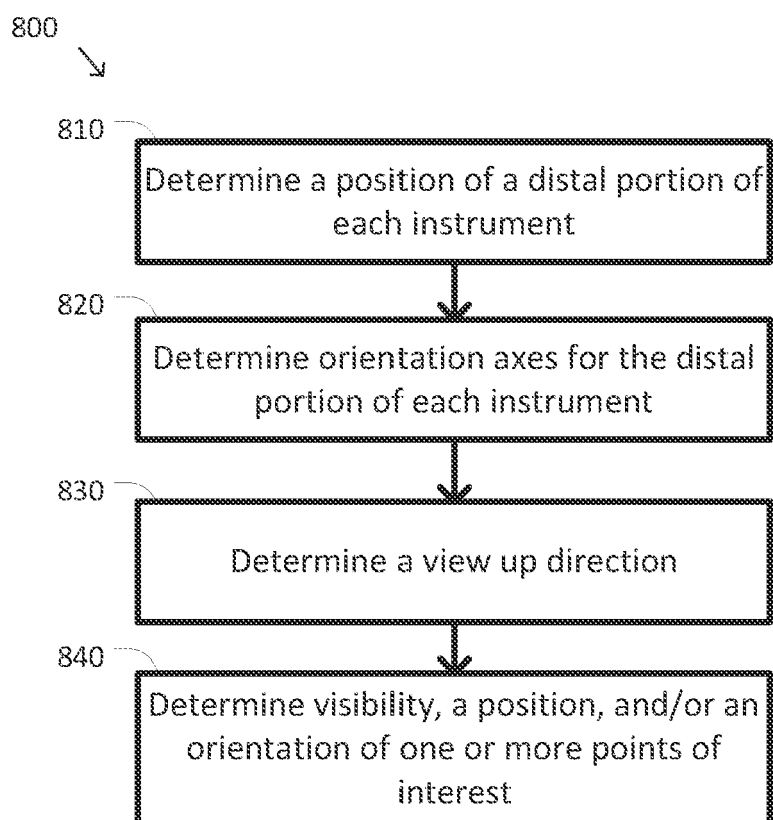 800
810
Determine a position of a distal portion of
each instrument
820
Determine orientation axes for the distal
portion of each instrument
830
Determine a view up direction
840
Determine visibility, a position, and/or an
orientation of one or more points of
interest